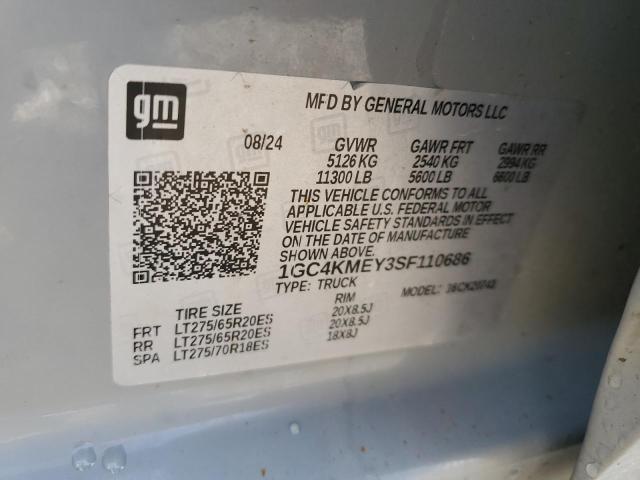 gm
MFD BY GENERAL MOTORS LLC
08/24 GVWR GAWR FRT GAWR RR
5126 KG 2540 KG 2994 KG
11300 LB 5600 LB 6600 LB
THIS VEHICLE CONFORMS TO ALL
APPLICABLE U.S. FEDERAL MOTOR
VEHICLE SAFETY STANDARDS IN EFFECT
ON THE DATE OF MANUFACTURE
SHOWN ABOVE.
1GC4KMEY3SF110686
TYPE: TRUCK MODEL:
TIRE SIZE RIM
FRT LT275/65R20ES 20X8.5J
RR LT275/65R20ES 20X8.5J
SPA LT275/70R18ES 18X8J